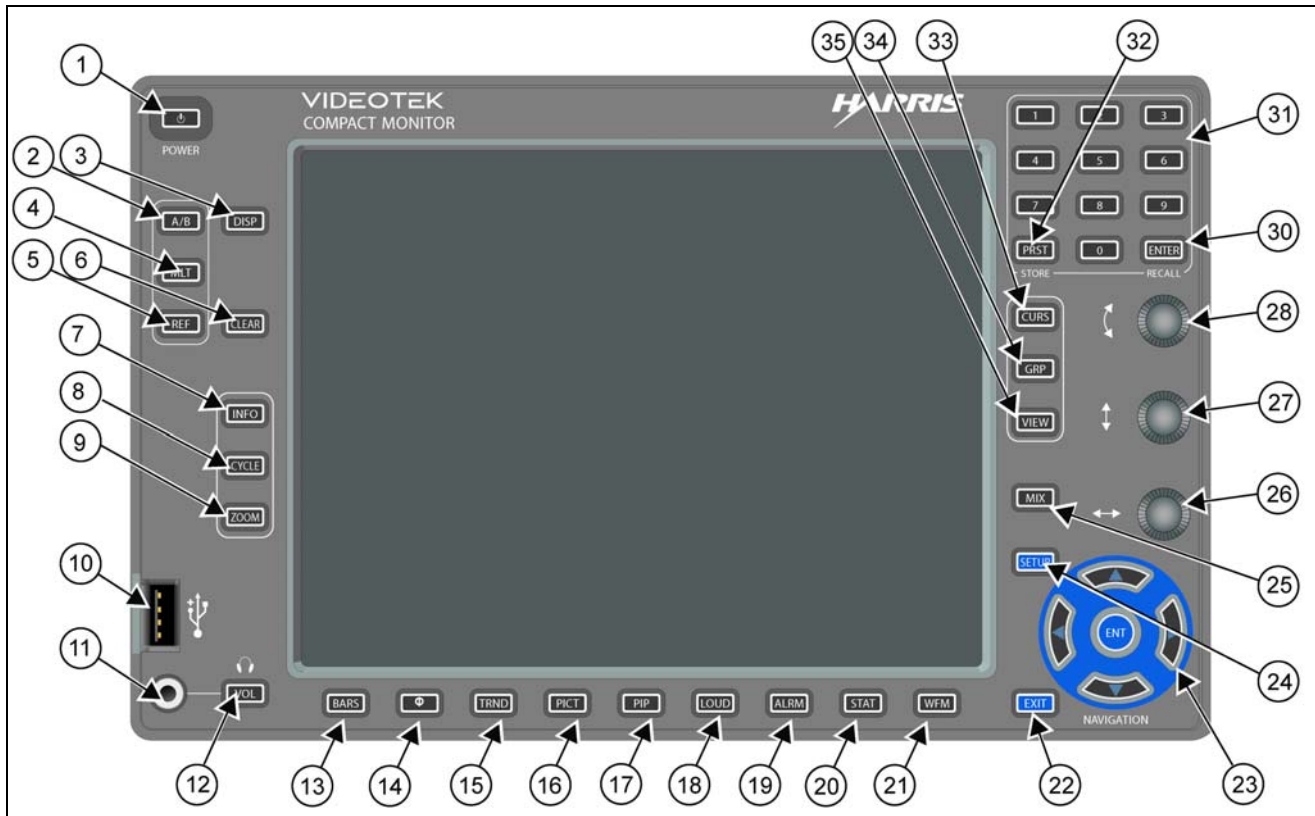 35
34
33
32
1
VIDEOTEK
COMPACT MONITOR
HARRIS
POWER
1
2
3
31
2
3
A/B
DISP
4
5
6
4
MLT
7
8
9
5
6
REF
CLEAR
PRST
0
ENTER
30
STORE
RECALL
7
CURS
28
8
INFO
GRP
9
CYCLE
VIEW
27
ZOOM
MIX
26
10
SETUP
25
11
ENT
24
VOL
BARS
Φ
TRND
PICT
PIP
LOUD
ALRM
STAT
WFM
EXIT
NAVIGATION
12
13
14
15
16
17
18
19
20
21
22
23